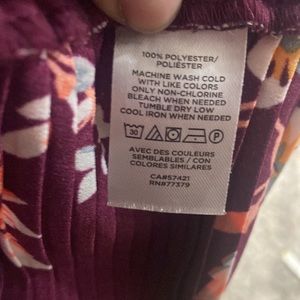 100% POLYESTER/
POLIÉSTER
MACHINE WASH COLD
WITH LIKE COLORS
ONLY NON-CHLORINE
BLEACH WHEN NEEDED
TUMBLE DRY LOW
COOL IRON WHEN NEEDED
30 P
AVEC DES COULEURS
SEMBLABLES / CON
COLORES SIMILARES
CA#57421
RN#77379